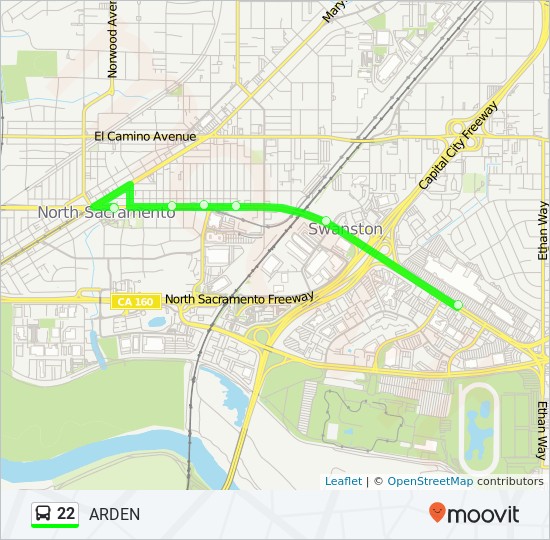 Norwood Aven
Mary
El Camino Avenue
Capital City Freeway
North Sacramento
Swanston
Ethan Way
CA 160
North Sacramento Freeway
Ethan Way
Leaflet | © OpenStreetMap contributors
22 ARDEN
moovit